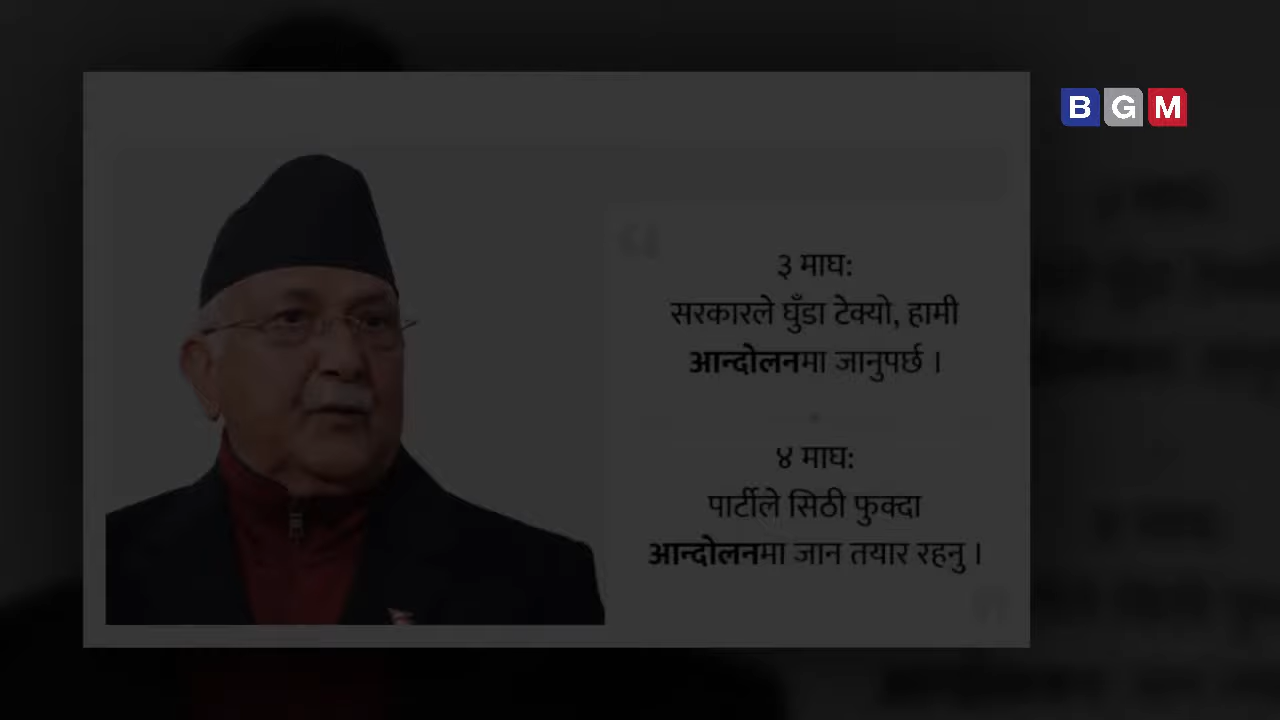 BGM
३ माघ:
सरकारले घुँडा टेक्यो, हामी
आन्दोलनमा जानुपर्छ ।
४ माघ:
पार्टीले सिठी फुक्दा
आन्दोलनमा जान तयार रहनु ।